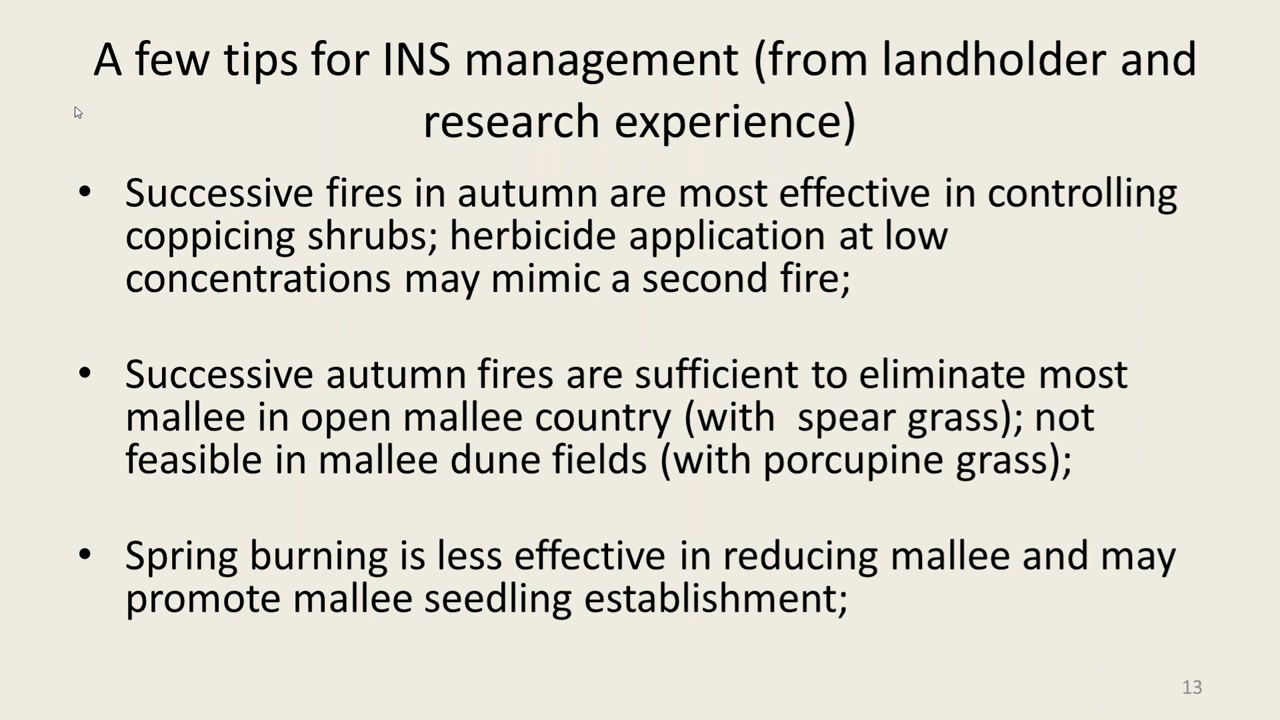 A few tips for INS management (from landholder and
research experience)
• Successive fires in autumn are most effective in controlling
coppicing shrubs; herbicide application at low
concentrations may mimic a second fire;
• Successive autumn fires are sufficient to eliminate most
mallee in open mallee country (with  spear grass); not
feasible in mallee dune fields (with porcupine grass);
• Spring burning is less effective in reducing mallee and may
promote mallee seedling establishment;
13